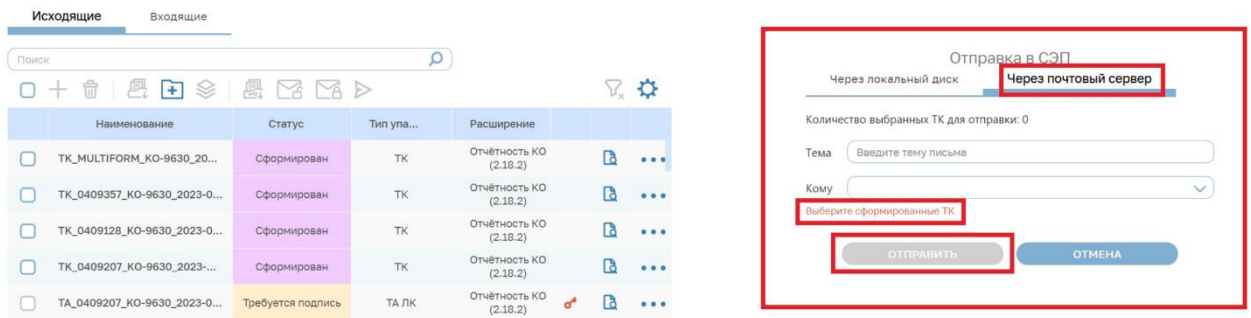 Исходящие Входящие
Поиск
Наименование Статус Тип упа... Расширение
TK_MULTIFORM_KO-9630_20... Сформирован ТК Отчётность КО (2.18.2)
TK_0409357_KO-9630_2023-0... Сформирован ТК Отчётность КО (2.18.2)
TK_0409128_KO-9630_2023-0... Сформирован ТК Отчётность КО (2.18.2)
TK_0409207_KO-9630_2023-... Сформирован ТК Отчётность КО (2.18.2)
TA_0409207_KO-9630_2023-0... Требуется подпись ТА ЛК Отчётность КО (2.18.2)
Отправка в СЭП
Через локальный диск Через почтовый сервер
Количество выбранных ТК для отправки: 0
Тема Введите тему письма
Кому
Выберите сформированные ТК
ОТПРАВИТЬ ОТМЕНА